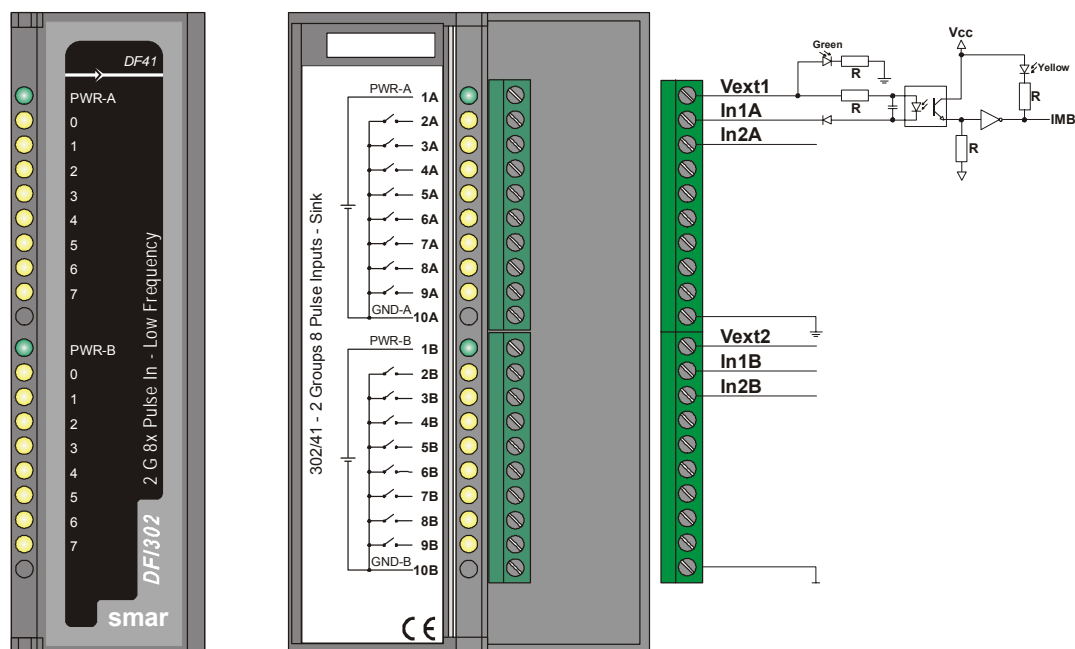 DF41
PWR-A
0
1
2
3
4
5
6
7
PWR-B
0
1
2
3
4
5
6
7
2 G 8x Pulse In - Low Frequency
DFI302
smar
302/41 - 2 Groups 8 Pulse Inputs - Sink
PWR-A
1A
2A
3A
4A
5A
6A
7A
8A
9A
GND-A
10A
PWR-B
1B
2B
3B
4B
5B
6B
7B
8B
9B
GND-B
10B
CE
Vext1
In1A
In2A
Vext2
In1B
In2B
Green
R
R
Vcc
Yellow
R
IMB
R